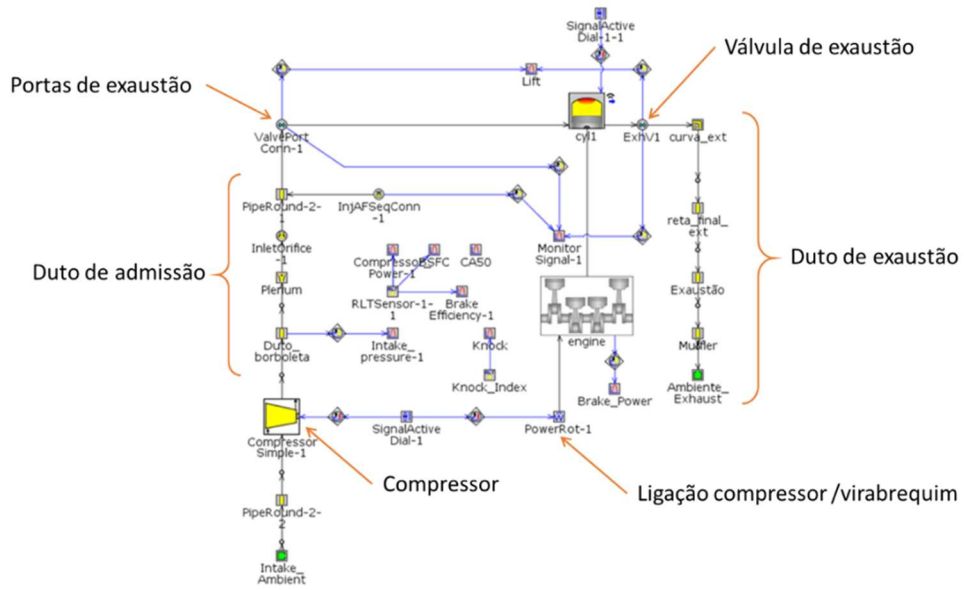 SignalActive
Dial-1-1
Válvula de exaustão
Portas de exaustão
Lift
ValvePort
Conn-1
cyl1
ExhV1
curva_ext
PipeRound-2-
1
InjAFSeqConn
-1
reta_final_
ext
InletOrifice
-1
Monitor
Signal-1
Compressor
Power-1
BSFC
CA50
Duto de admissão
Duto de exaustão
Plenum
RLTSensor-1-
1
Brake
Efficiency-1
Exaustão
engine
Duto_
borboleta
Intake_
pressure-1
Knock
Muffler
Knock_Index
Brake_Power
Ambiente_
Exhaust
Compressor
Simple-1
SignalActive
Dial-1
PowerRot-1
Compressor
Ligação compressor /virabrequim
PipeRound-2-
2
Intake_
Ambient